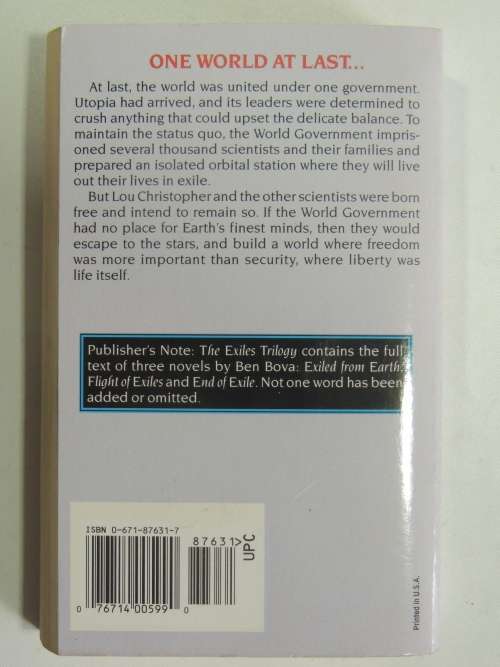 ONE WORLD AT LAST...
At last, the world was united under one government.
Utopia had arrived, and its leaders were determined to
crush anything that could upset the delicate balance. To
maintain the status quo, the World Government impris-
oned several thousand scientists and their families and
prepared an isolated orbital station where they will live
out their lives in exile.
But Lou Christopher and the other scientists were born
free and intend to remain so. If the World Government
had no place for Earth's finest minds, then they would
escape to the stars, and build a world where freedom
was more important than security, where liberty was
life itself.
Publisher's Note: The Exiles Trilogy contains the full
text of three novels by Ben Bova: Exiled from Earth,
Flight of Exiles and End of Exile. Not one word has been
added or omitted.
ISBN 0-671-87631-7
87631>
UPC
0 76714 00599 0
Printed in U.S.A.